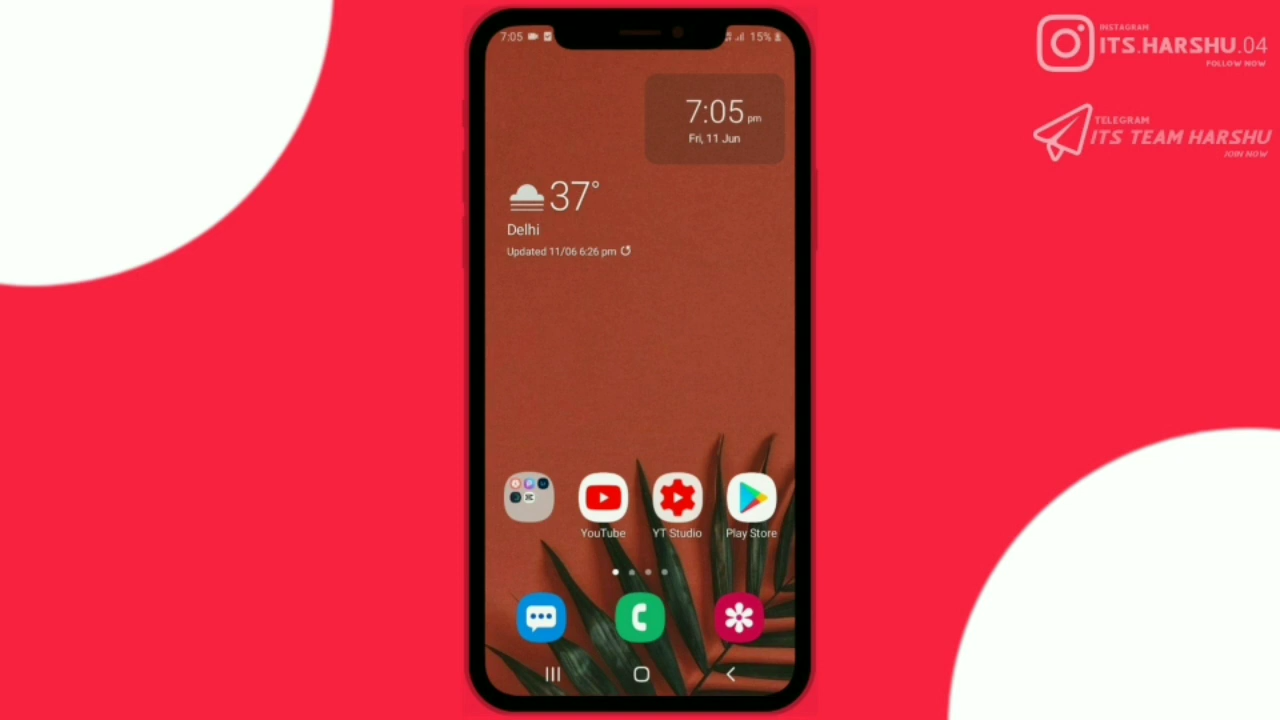 7:05
15%
7:05 pm
Fri, 11 Jun
37°
Delhi
Updated 11/06 6:26 pm
YouTube
YT Studio
Play Store
INSTAGRAM
ITS.HARSHU.04
FOLLOW NOW
TELEGRAM
ITS TEAM HARSHU
JOIN NOW